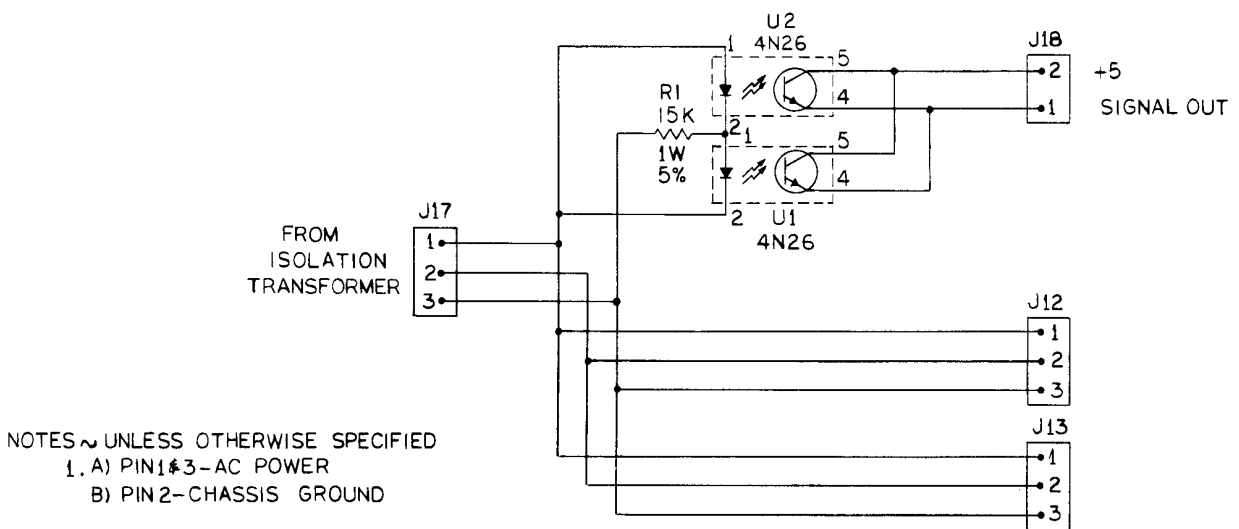 U2
4N26
1
5
4
2
J18
2
1
+5
SIGNAL OUT
R1
15K
1W
5%
1
5
4
2
U1
4N26
J17
1
2
3
FROM
ISOLATION
TRANSFORMER
J12
1
2
3
J13
1
2
3
NOTES ~ UNLESS OTHERWISE SPECIFIED
1. A) PIN1&3-AC POWER
B) PIN2-CHASSIS GROUND